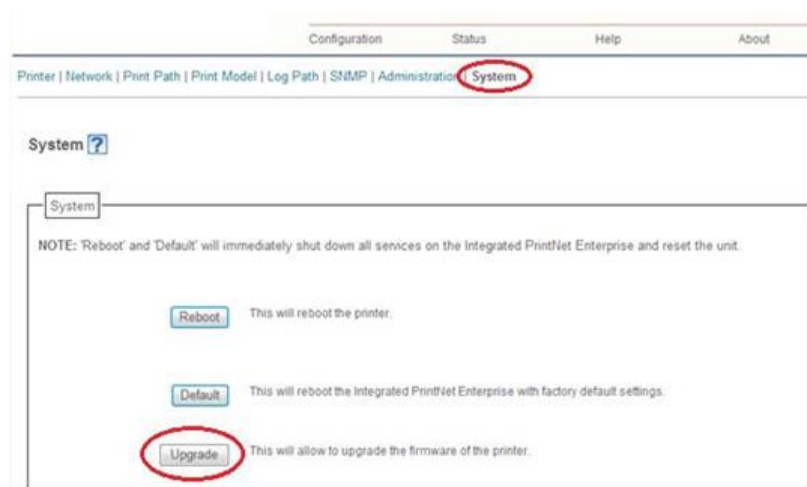 Configuration Status Help About
Printer | Network | Print Path | Print Model | Log Path | SNMP | Administration | System
System ?
System
NOTE: 'Reboot' and 'Default' will immediately shut down all services on the Integrated PrintNet Enterprise and reset the unit.
Reboot This will reboot the printer.
Default This will reboot the Integrated PrintNet Enterprise with factory default settings.
Upgrade This will allow to upgrade the firmware of the printer.